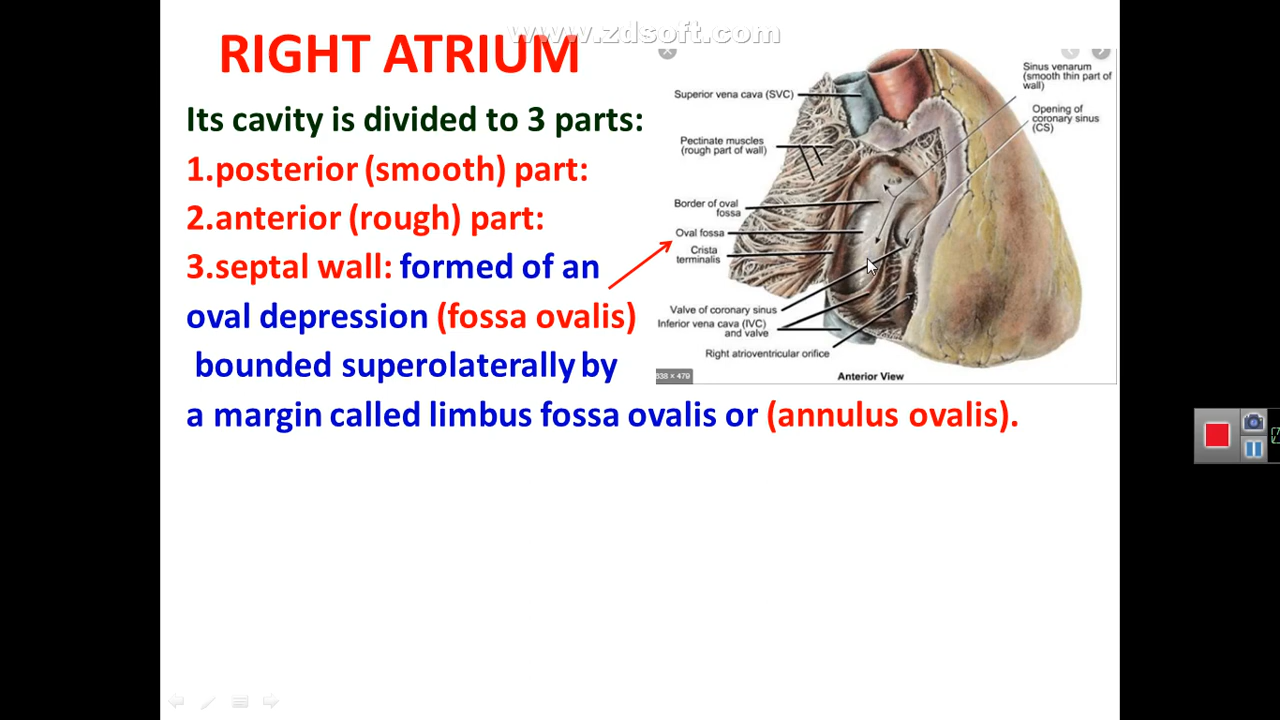 www.zdsoft.com
RIGHT ATRIUM
Its cavity is divided to 3 parts:
1.posterior (smooth) part:
2.anterior (rough) part:
3.septal wall: formed of an
oval depression (fossa ovalis)
bounded superolaterally by
a margin called limbus fossa ovalis or (annulus ovalis).
Superior vena cava (SVC)
Pectinate muscles
(rough part of wall)
Border of oval
fossa
Oval fossa
Crista
terminalis
Valve of coronary sinus
Inferior vena cava (IVC)
and valve
Right atrioventricular orifice
Sinus venarum
(smooth thin part of
wall)
Opening of
coronary sinus
(CS)
638 × 479
Anterior View